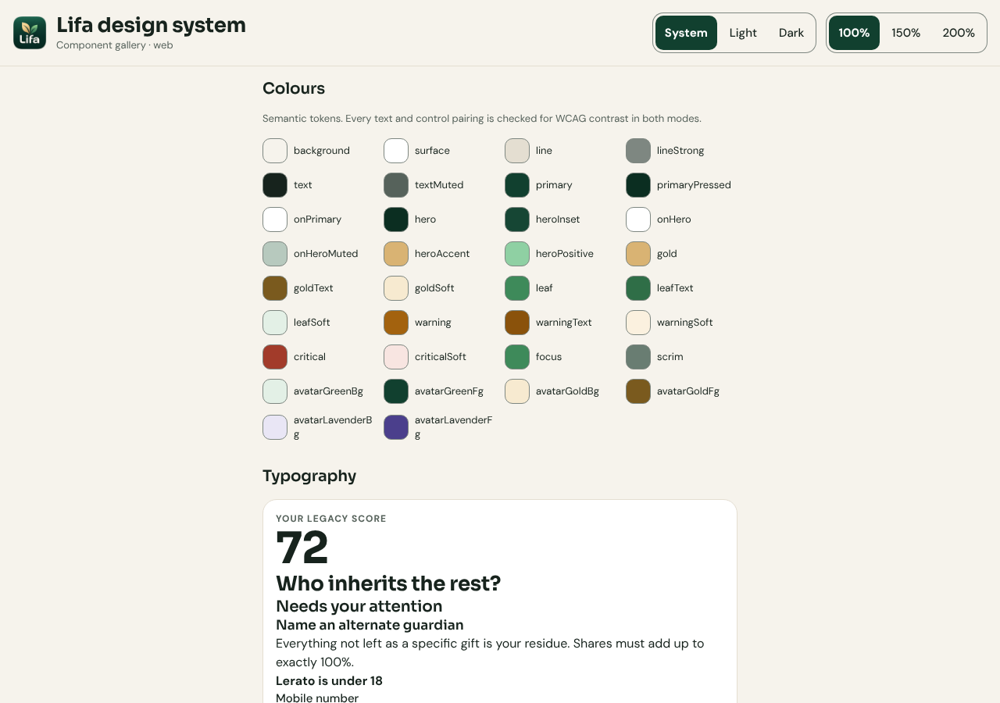 Lifa
Lifa design system
Component gallery · web
System Light Dark
100% 150% 200%
Colours
Semantic tokens. Every text and control pairing is checked for WCAG contrast in both modes.
background surface line lineStrong
text textMuted primary primaryPressed
onPrimary hero heroInset onHero
onHeroMuted heroAccent heroPositive gold
goldText goldSoft leaf leafText
leafSoft warning warningText warningSoft
critical criticalSoft focus scrim
avatarGreenBg avatarGreenFg avatarGoldBg avatarGoldFg
avatarLavenderB
g
avatarLavenderF
g
Typography
YOUR LEGACY SCORE
72
Who inherits the rest?
Needs your attention
Name an alternate guardian
Everything not left as a specific gift is your residue. Shares must add up to
exactly 100%.
Lerato is under 18
Mobile number